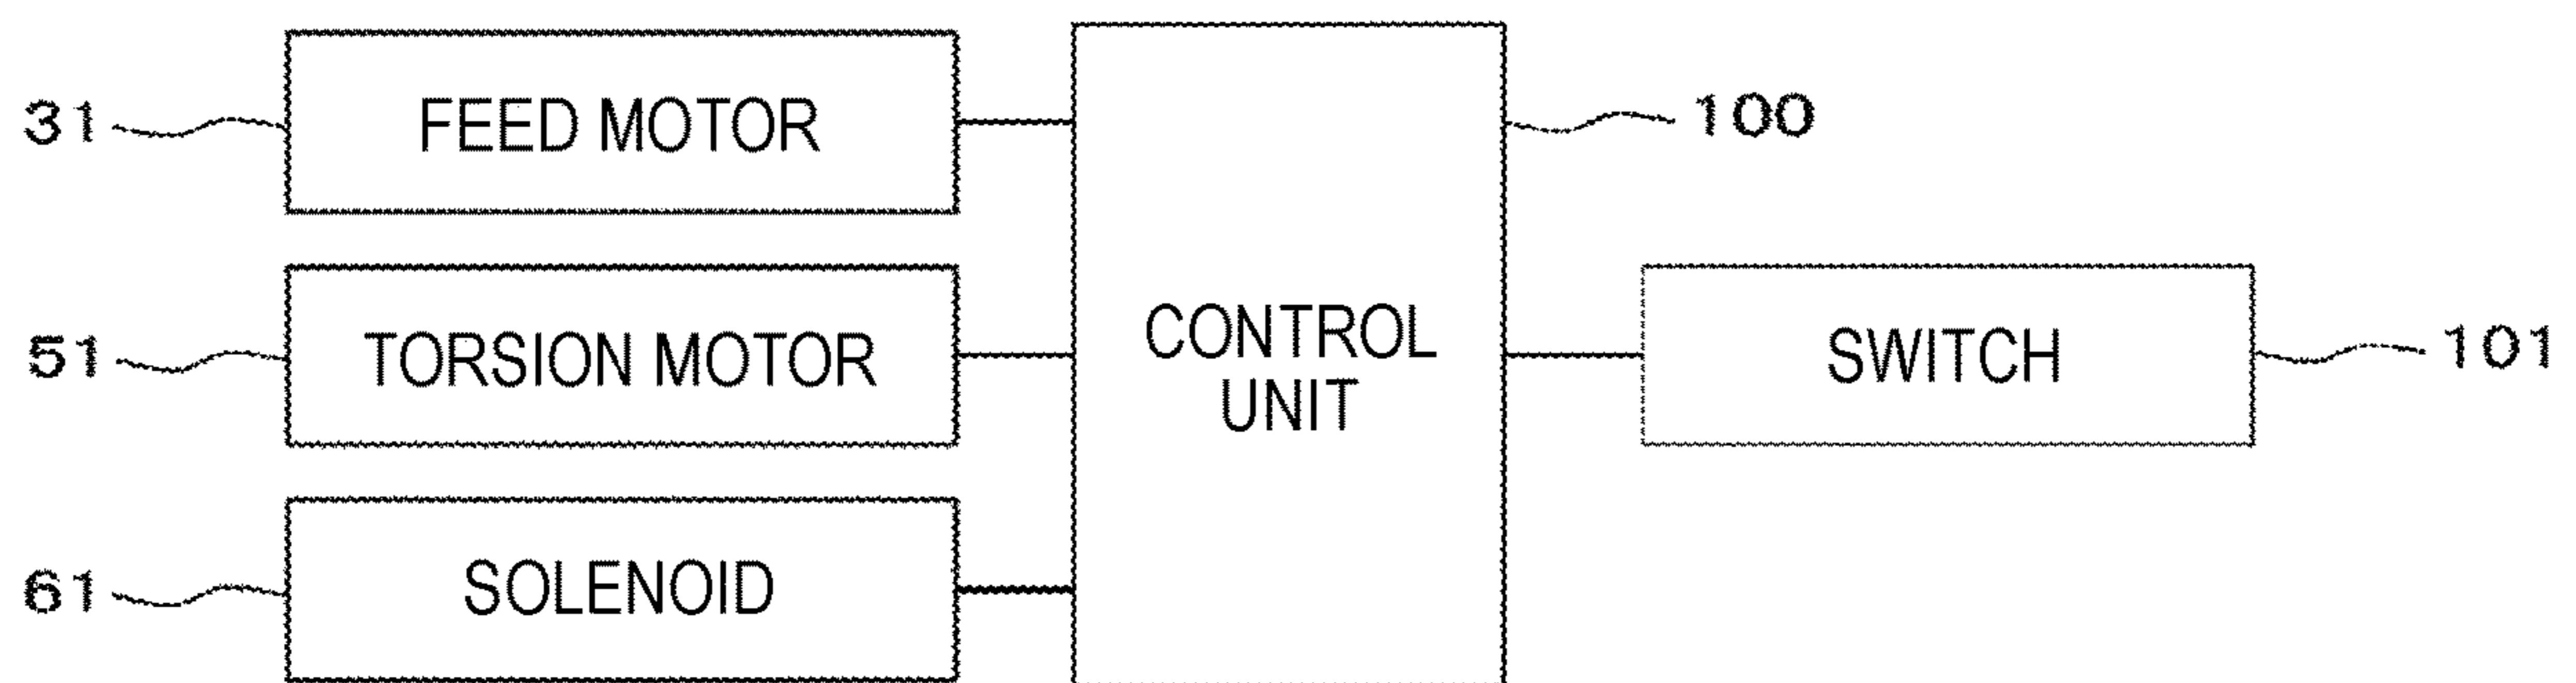 31
FEED MOTOR
100
51
TORSION MOTOR
CONTROL
UNIT
SWITCH
101
61
SOLENOID